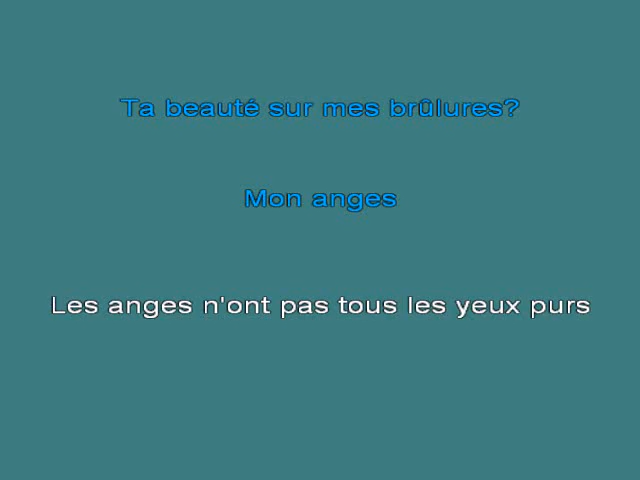 Ta beauté sur mes brûlures?
Mon anges
Les anges n'ont pas tous les yeux purs